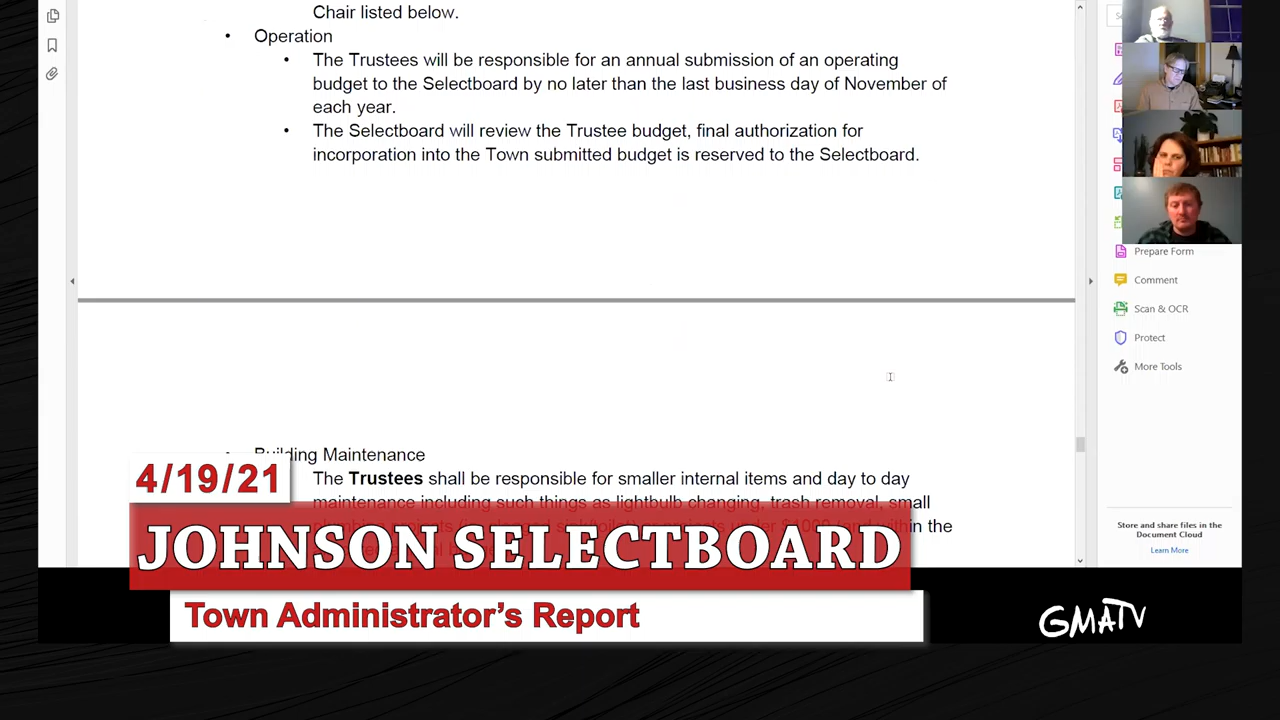 Chair listed below.
• Operation
• The Trustees will be responsible for an annual submission of an operating
budget to the Selectboard by no later than the last business day of November of
each year.
• The Selectboard will review the Trustee budget, final authorization for
incorporation into the Town submitted budget is reserved to the Selectboard.
Prepare Form
Comment
Scan & OCR
Protect
More Tools
Building Maintenance
The Trustees shall be responsible for smaller internal items and day to day
maintenance including such things as lightbulb changing, trash removal, small
in the
Store and share files in the
Document Cloud
Learn More
4/19/21
JOHNSON SELECTBOARD
Town Administrator's Report
GMATV